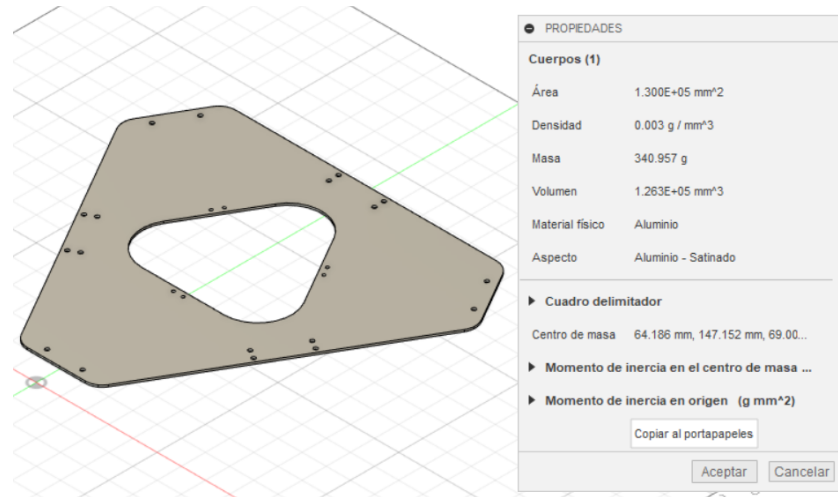 PROPIEDADES
Cuerpos (1)
Área 1.300E+05 mm^2
Densidad 0.003 g / mm^3
Masa 340.957 g
Volumen 1.263E+05 mm^3
Material físico Aluminio
Aspecto Aluminio - Satinado
Cuadro delimitador
Centro de masa 64.186 mm, 147.152 mm, 69.00...
Momento de inercia en el centro de masa ...
Momento de inercia en origen (g mm^2)
Copiar al portapapeles
Aceptar Cancelar